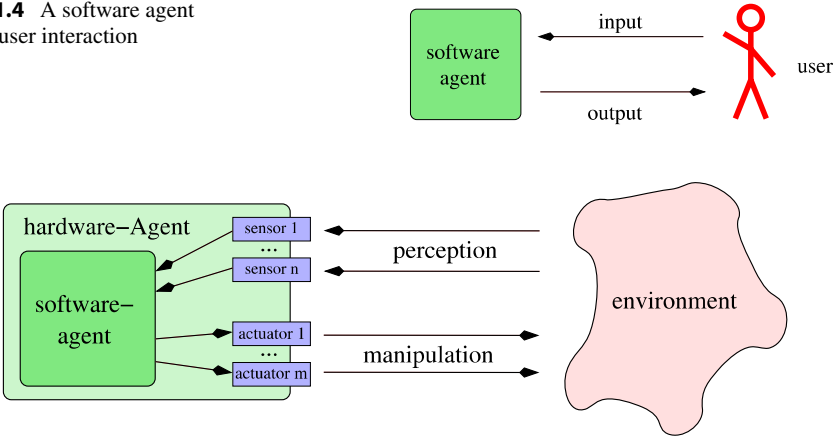 1.4 A software agent
user interaction
software
agent
input
output
user
hardware–Agent
software–
agent
sensor 1
...
sensor n
actuator 1
...
actuator m
perception
manipulation
environment